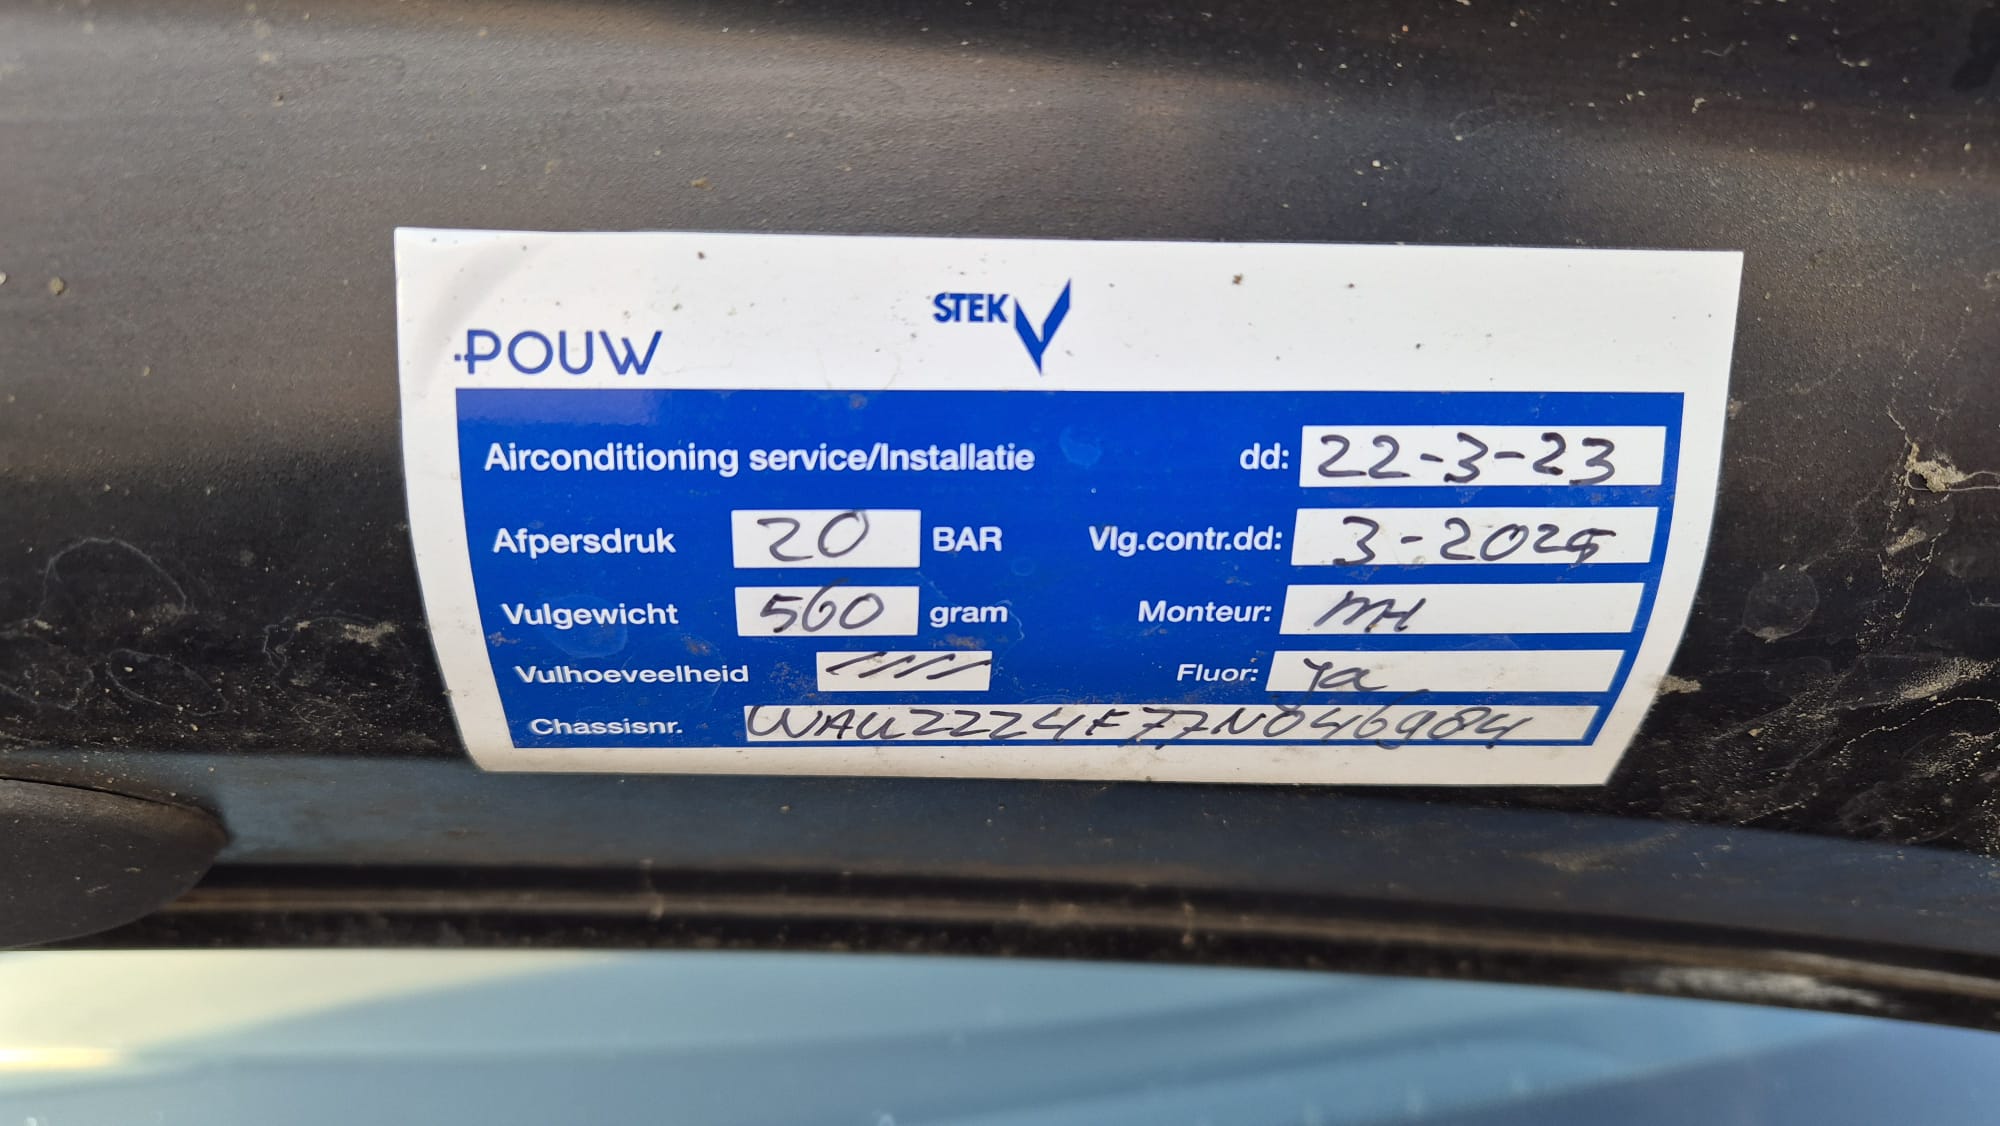 POUW
STEK
Airconditioning service/Installatie dd: 22-3-23
Afpersdruk 20 BAR Vlg.contr.dd: 3-2025
Vulgewicht 560 gram Monteur: MH
Vulhoeveelheid //// Fluor: ya
Chassisnr. WAUZZZ4F77N046984